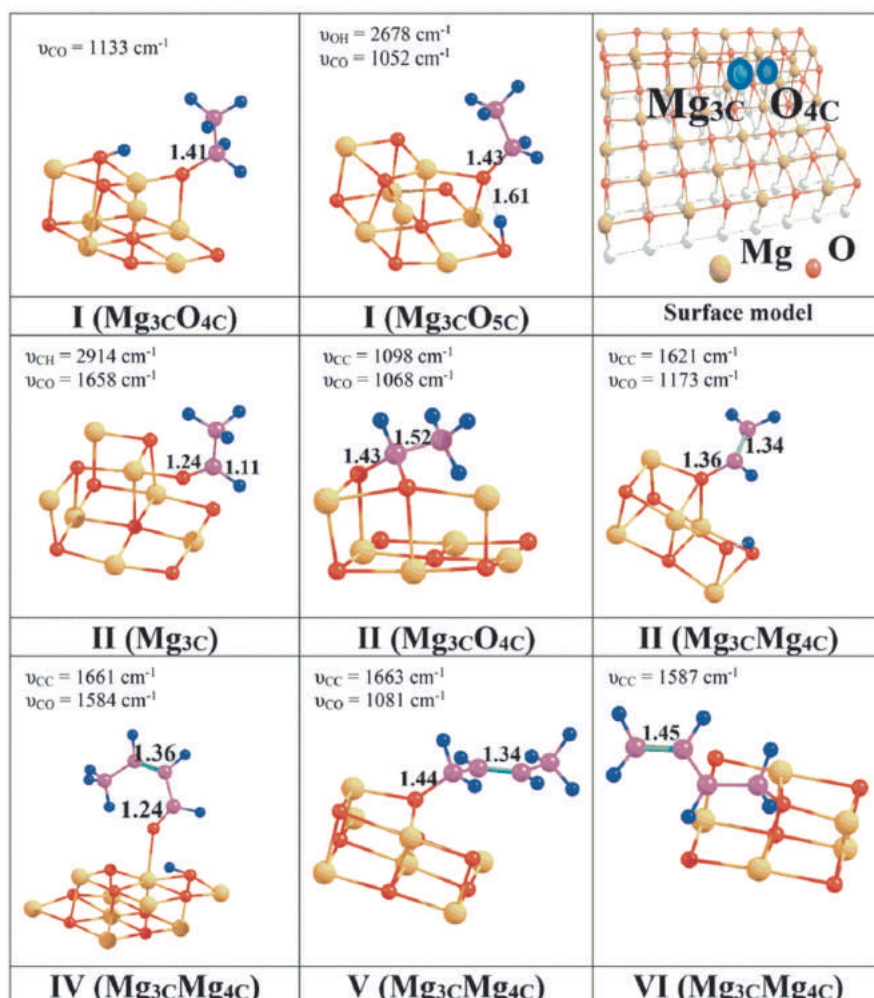 υCO = 1133 cm-1
1.41
I (Mg3CO4C)
υOH = 2678 cm-1
υCO = 1052 cm-1
1.43
1.61
I (Mg3CO5C)
Mg3C O4C
Mg O
Surface model
υCH = 2914 cm-1
υCO = 1658 cm-1
1.24 1.11
II (Mg3C)
υCC = 1098 cm-1
υCO = 1068 cm-1
1.52
1.43
II (Mg3CO4C)
υCC = 1621 cm-1
υCO = 1173 cm-1
1.34
1.36
II (Mg3CMg4C)
υCC = 1661 cm-1
υCO = 1584 cm-1
1.36
1.24
IV (Mg3CMg4C)
υCC = 1663 cm-1
υCO = 1081 cm-1
1.34
1.44
V (Mg3CMg4C)
υCC = 1587 cm-1
1.45
VI (Mg3CMg4C)